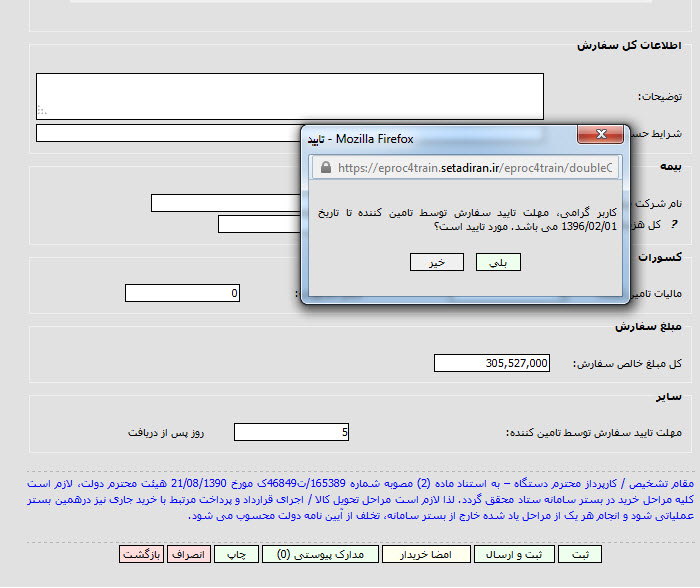 اطلاعات کل سفارش
توضیحات:
شرایط
بیمه
نام شرکت
? کل
کسورات
مالیات
0
مبلغ سفارش
کل مبلغ خالص سفارش: 305,527,000
سایر
مهلت تایید سفارش توسط تامین کننده: 5 روز پس از دریافت
تایید - Mozilla Firefox
https://eproc4train.setadiran.ir/eproc4train/doubleC
کاربر گرامی، مهلت تایید سفارش توسط تامین کننده تا تاریخ
1396/02/01 می باشد. مورد تایید است؟
بلی خیر
مقام تشخیص / کارپرداز محترم دستگاه – به استناد ماده (2) مصوبه شماره 165389/ت46849ک مورخ 21/08/1390 هیئت محترم دولت، لازم است
کلیه مراحل خرید در بستر سامانه ستاد محقق گردد. لذا لازم است مراحل تحویل کالا / اجرای قرارداد و پرداخت مرتبط با خرید جاری نیز درهمین بستر
عملیاتی شود و انجام هر یک از مراحل یاد شده خارج از بستر سامانه، تخلف از آیین نامه دولت محسوب می شود.
ثبت ثبت و ارسال امضا خریدار مدارک پیوستی (0) چاپ انصراف بازگشت